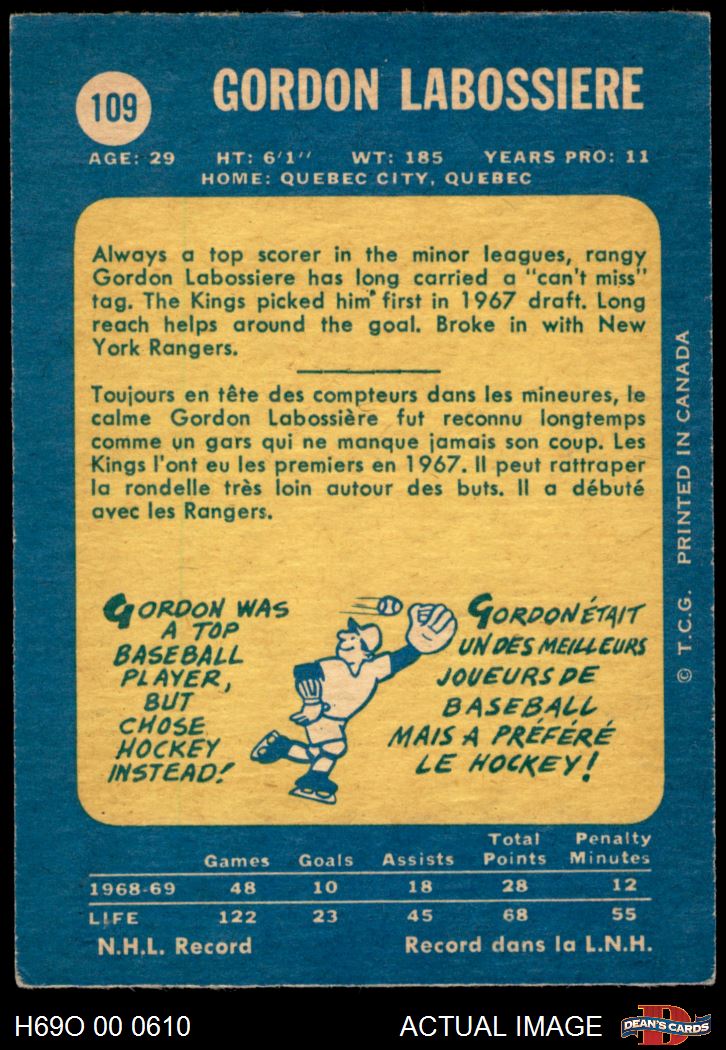 109
GORDON LABOSSIERE
AGE: 29 HT: 6'1'' WT: 185 YEARS PRO: 11
HOME: QUEBEC CITY, QUEBEC
Always a top scorer in the minor leagues, rangy
Gordon Labossiere has long carried a "can't miss"
tag. The Kings picked him first in 1967 draft. Long
reach helps around the goal. Broke in with New
York Rangers.
Toujours en tête des compteurs dans les mineures, le
calme Gordon Labossière fut reconnu longtemps
comme un gars qui ne manque jamais son coup. Les
Kings l'ont eu les premiers en 1967. Il peut rattraper
la rondelle très loin autour des buts. Il a débuté
avec les Rangers.
GORDON WAS
A TOP
BASEBALL
PLAYER,
BUT
CHOSE
HOCKEY
INSTEAD!
GORDON ÉTAIT
UN DES MEILLEURS
JOUEURS DE
BASEBALL
MAIS A PRÉFÉRÉ
LE HOCKEY!
© T.C.G. PRINTED IN CANADA
Games Goals Assists Total Points Penalty Minutes
1968-69 48 10 18 28 12
LIFE 122 23 45 68 55
N.H.L. Record Record dans la L.N.H.
H69O 00 0610 ACTUAL IMAGE
D
DEAN'S CARDS